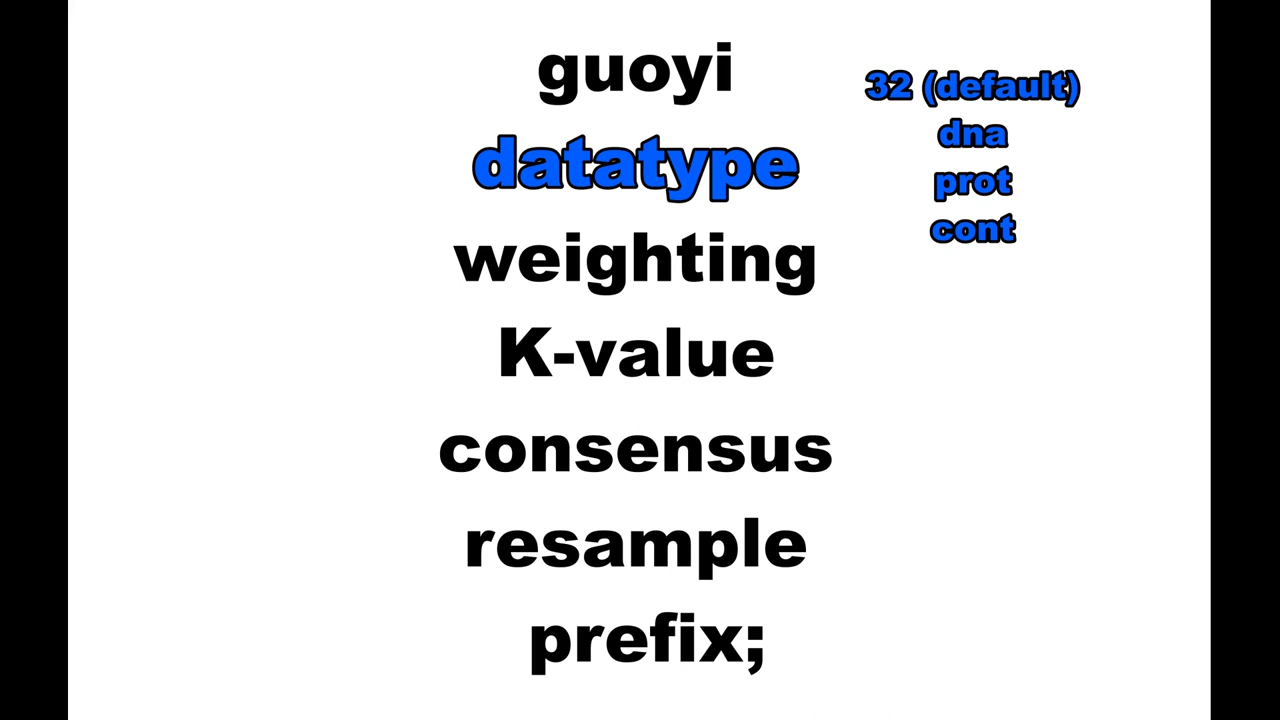 guoyi
datatype
weighting
K-value
consensus
resample
prefix;
32 (default)
dna
prot
cont